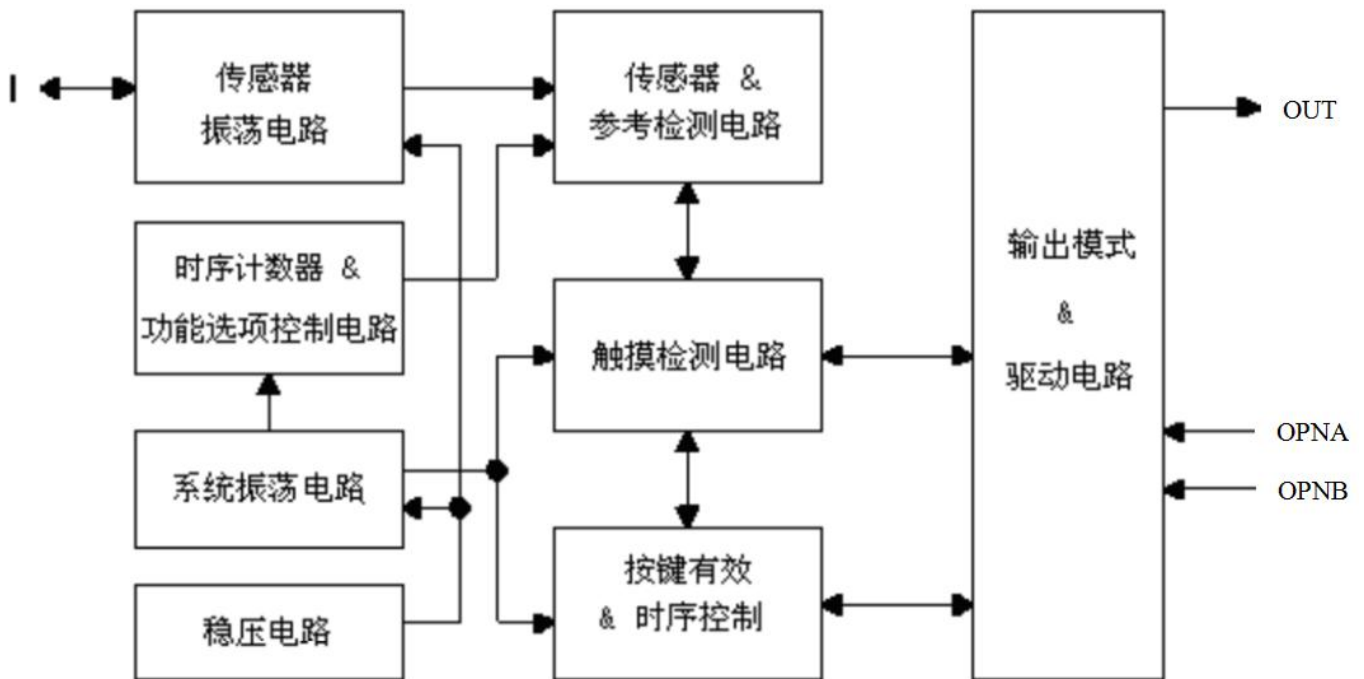 I
传感器
振荡电路
传感器 &
参考检测电路
OUT
时序计数器 &
功能选项控制电路
触摸检测电路
输出模式
&
驱动电路
OPNA
OPNB
系统振荡电路
按键有效
& 时序控制
稳压电路